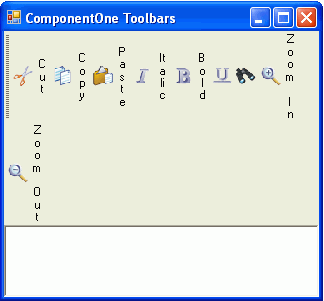 ComponentOne Toolbars
Cut
Copy
Paste
Italic
Bold
Zoom In
Zoom Out